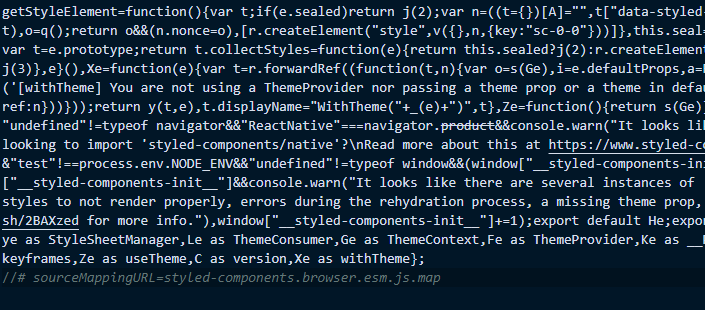 getStyleElement=function(){var t;if(e.sealed)return j(2);var n=((t={})[A]="",t["data-styled
t),o=q();return o&&(n.nonce=o),[r.createElement("style",v({},n,{key:"sc-0-0"}))]},this.seal
var t=e.prototype;return t.collectStyles=function(e){return this.sealed?j(2):r.createElemen
j(3)},e}(),Xe=function(e){var t=r.forwardRef((function(t,n){var o=s(Ge),i=e.defaultProps,a=
('[withTheme] You are not using a ThemeProvider nor passing a theme prop or a theme in defau
ref:n}))}));return y(t,e),t.displayName="WithTheme("+_(e)+")",t},Ze=function(){return s(Ge)
"undefined"!=typeof navigator&&"ReactNative"===navigator.product&&console.warn("It looks li
looking to import 'styled-components/native'?\nRead more about this at https://www.styled-co
&"test"!==process.env.NODE_ENV&&"undefined"!=typeof window&&(window["__styled-components-ini
["__styled-components-init__"]&&console.warn("It looks like there are several instances of
styles to not render properly, errors during the rehydration process, a missing theme prop,
sh/2BAXzed for more info."),window["__styled-components-init__"]+=1);export default He;expor
ye as StyleSheetManager,Le as ThemeConsumer,Ge as ThemeContext,Fe as ThemeProvider,Ke as __
keyframes,Ze as useTheme,C as version,Xe as withTheme};
//# sourceMappingURL=styled-components.browser.esm.js.map